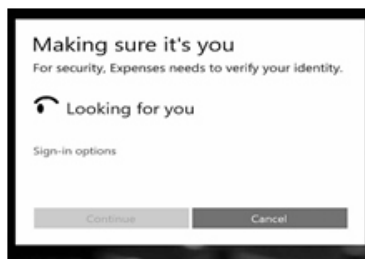 Making sure it's you
For security, Expenses needs to verify your identity.
Looking for you
Sign-in options
Continue
Cancel